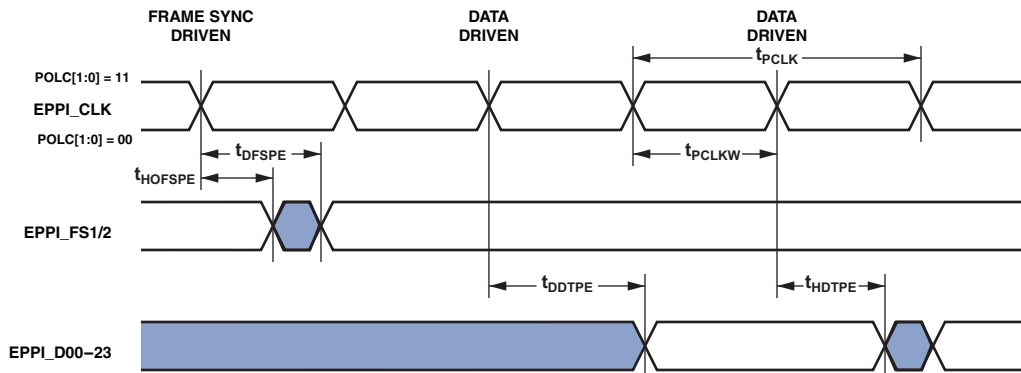 FRAME SYNC
DRIVEN
DATA
DRIVEN
DATA
DRIVEN
tPCLK
POLC[1:0] = 11
EPPI_CLK
POLC[1:0] = 00
tDFSPE
tPCLKW
tHOFSPE
EPPI_FS1/2
tDDTPE
tHDTPE
EPPI_D00–23